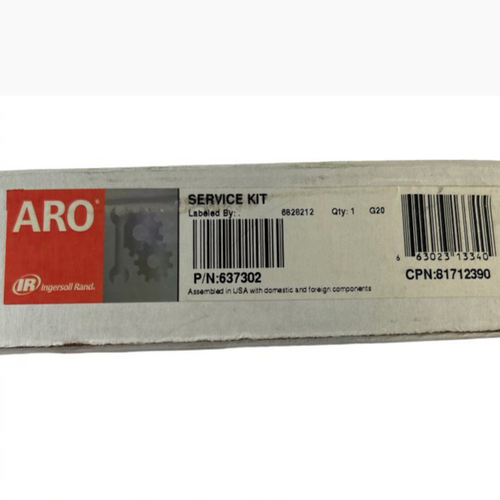 ARO®
IR Ingersoll Rand.
SERVICE KIT
Labeled By: . 6828212 Qty: 1 G20
P/N:637302
Assembled in USA with domestic and foreign components
6 63023 13340
CPN:81712390